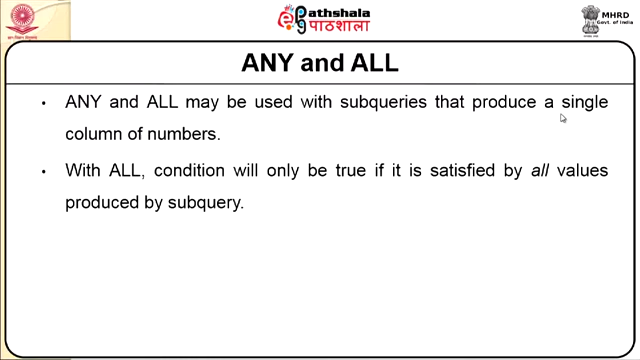 Pathshala
पाठशाला
MHRD
Govt. of India
ANY and ALL
• ANY and ALL may be used with subqueries that produce a single
column of numbers.
• With ALL, condition will only be true if it is satisfied by all values
produced by subquery.